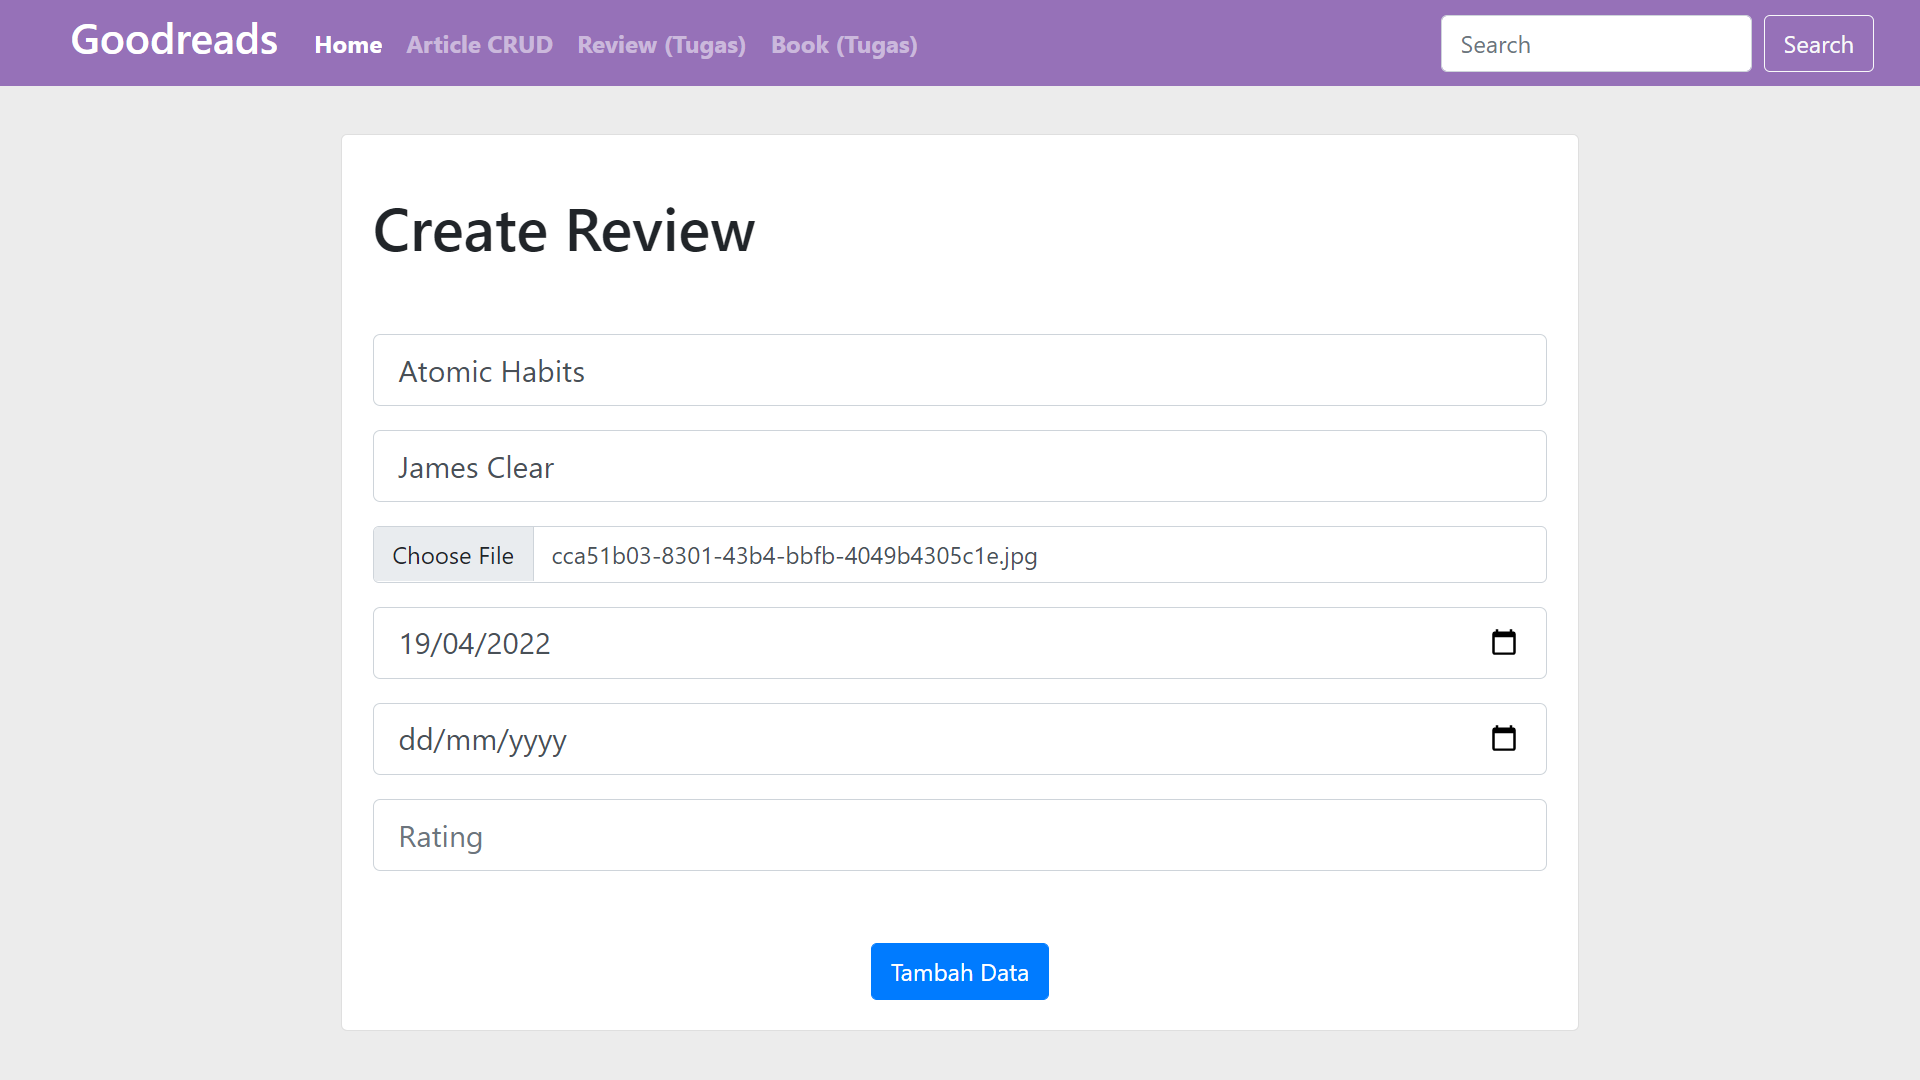 Goodreads Home Article CRUD Review (Tugas) Book (Tugas) Search Search
Create Review
Atomic Habits
James Clear
Choose File cca51b03-8301-43b4-bbfb-4049b4305c1e.jpg
19/04/2022
dd/mm/yyyy
Rating
Tambah Data